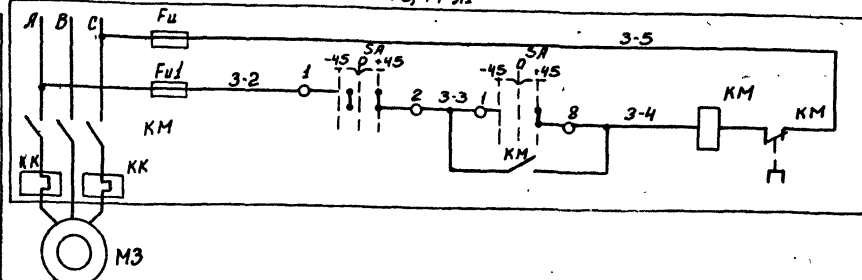 A B C Fu
3-5
-45 0 SA +45
-45 0 SA +45
Fu1 3-2 1
2 3-3 1 8 3-4 КМ КМ
КМ
КМ
КК КК
М3